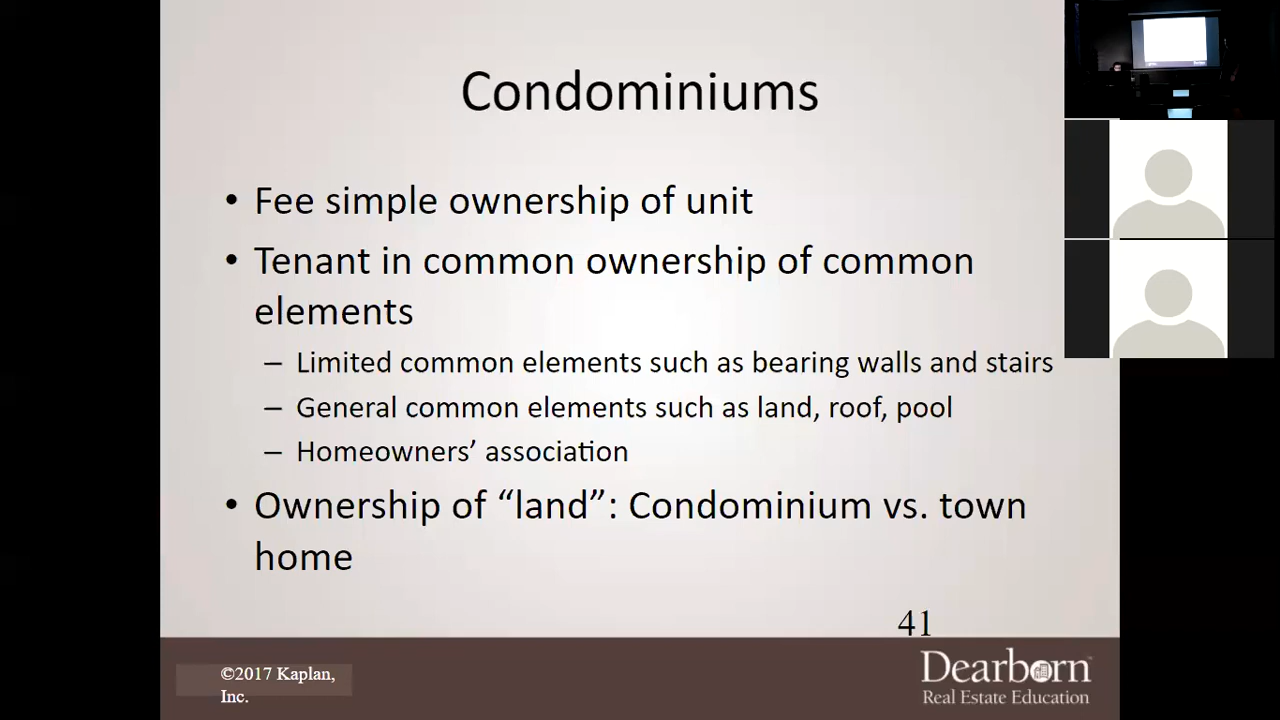 Condominiums
• Fee simple ownership of unit
• Tenant in common ownership of common
elements
– Limited common elements such as bearing walls and stairs
– General common elements such as land, roof, pool
– Homeowners’ association
• Ownership of “land”: Condominium vs. town
home
41
©2017 Kaplan,
Inc.
Dearborn
Real Estate Education